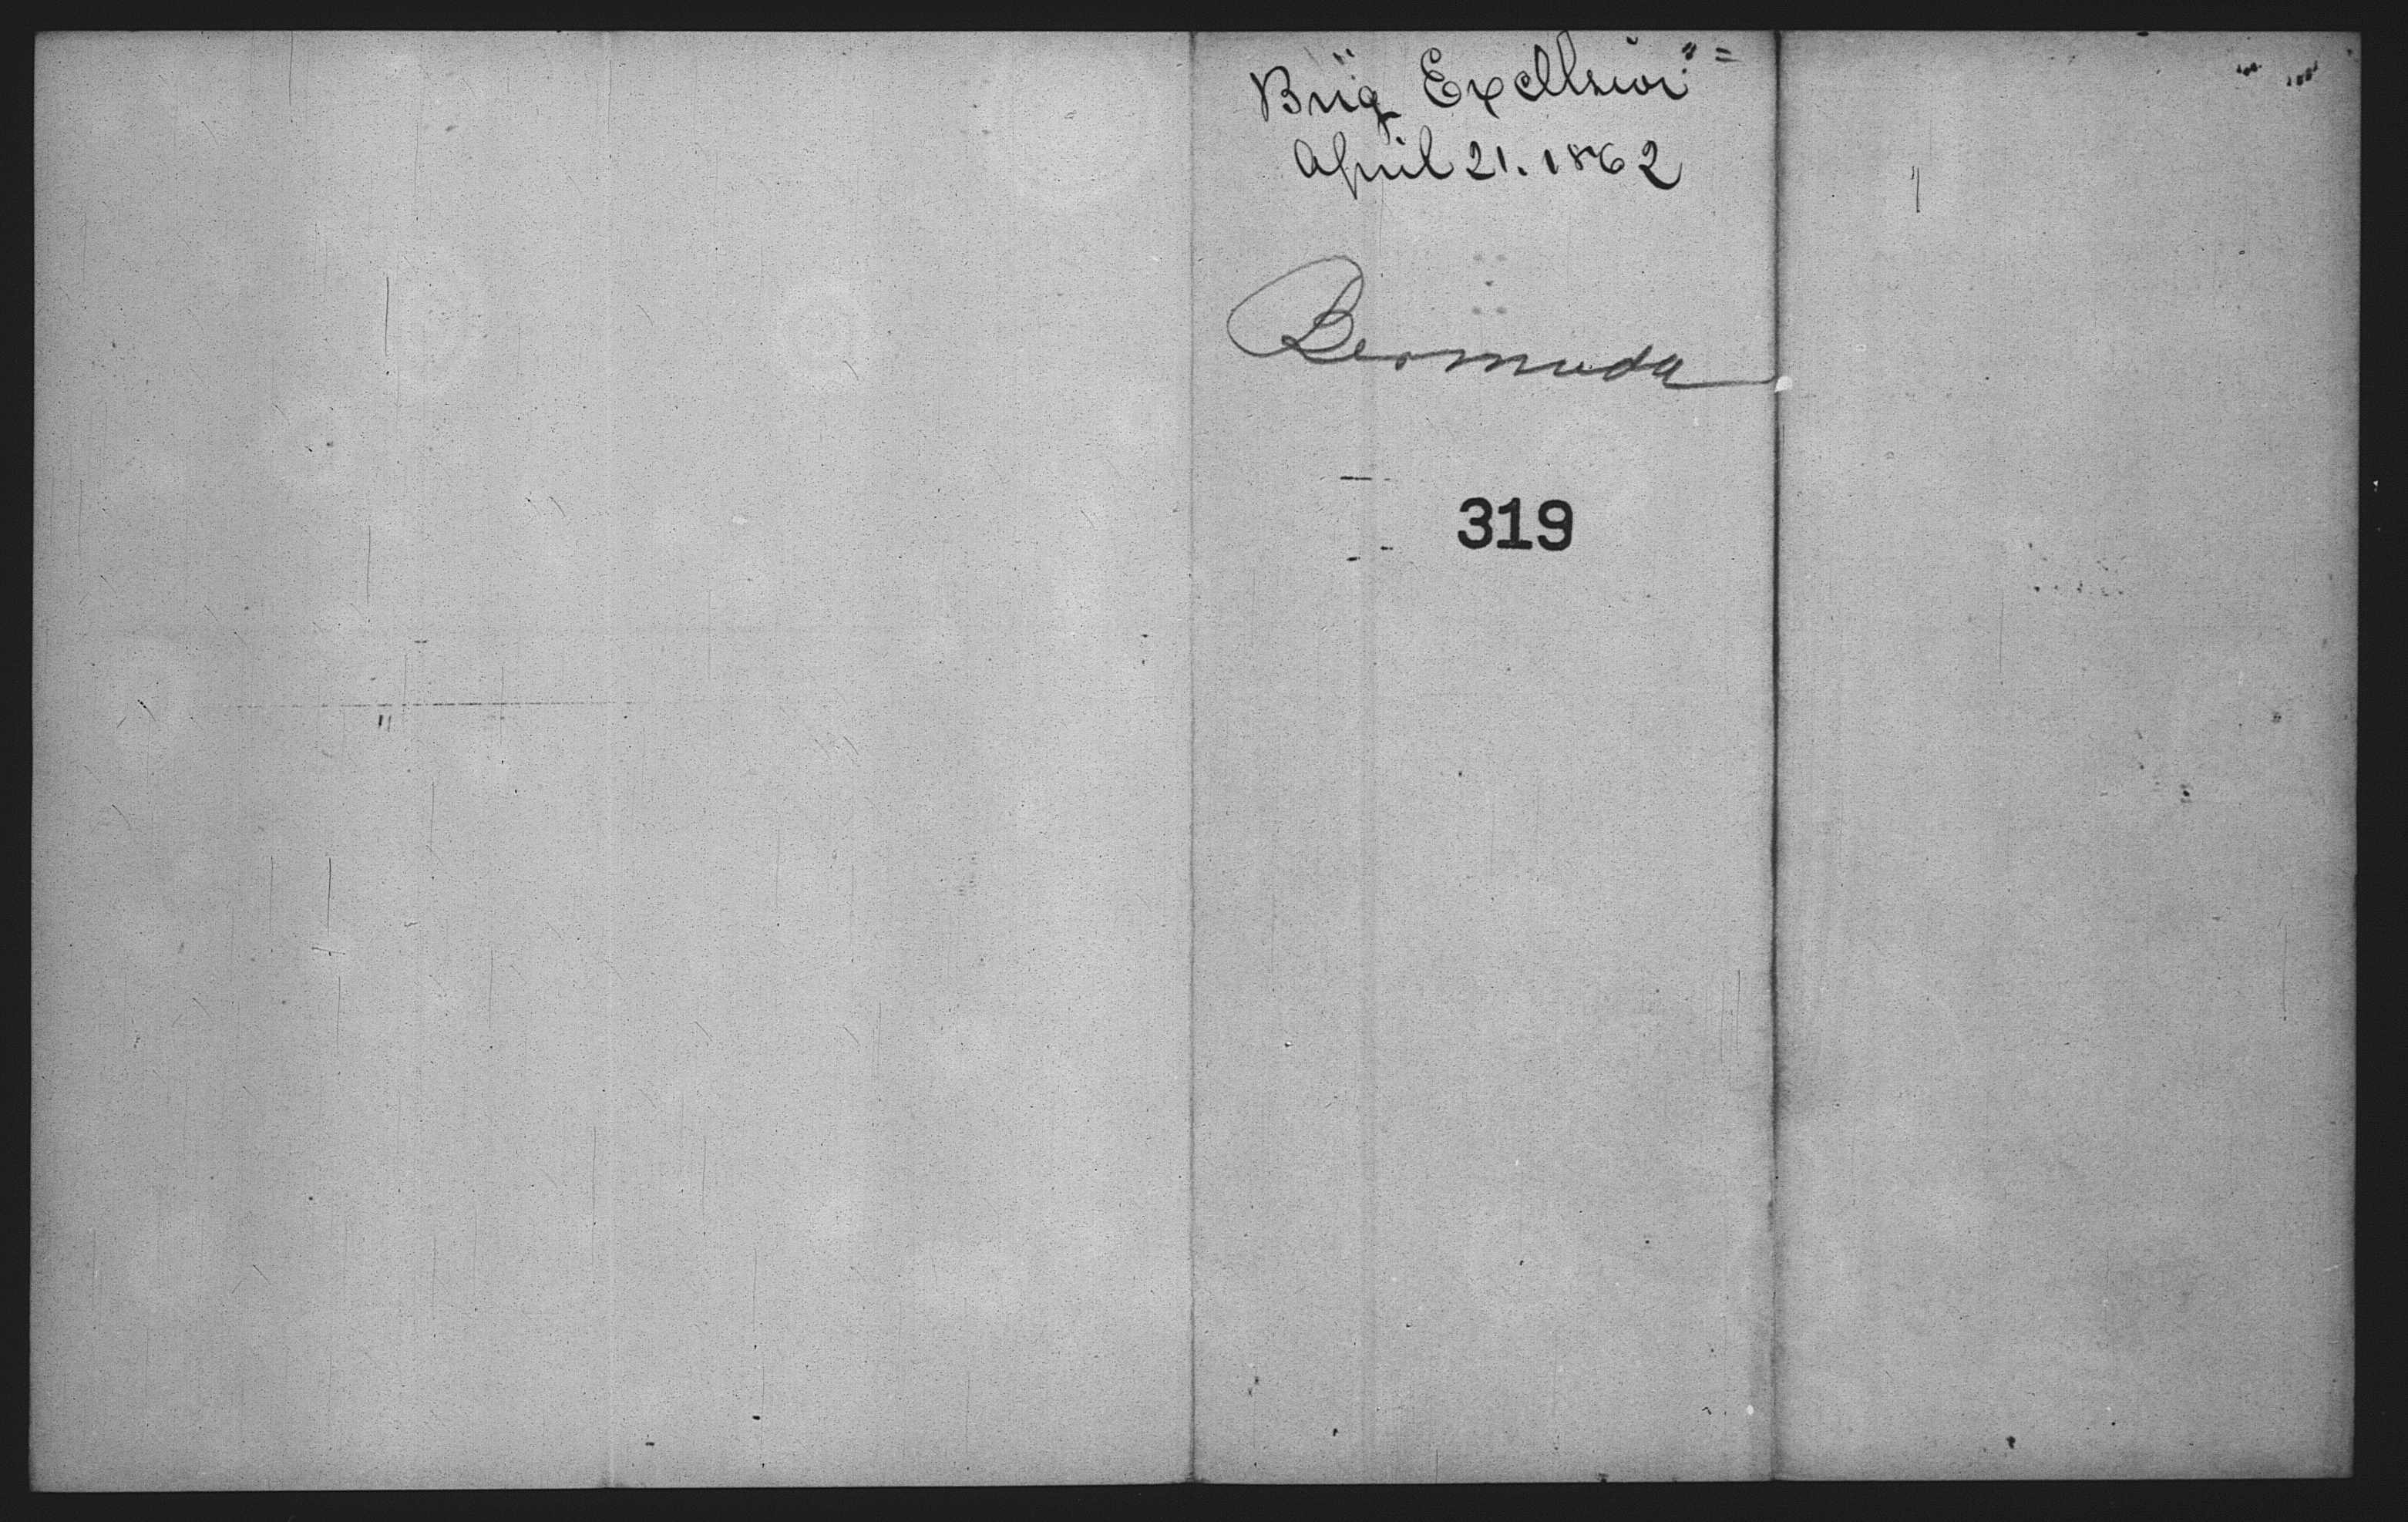 Brig "Excelsior"=
April 21. 1862
Bermuda
319